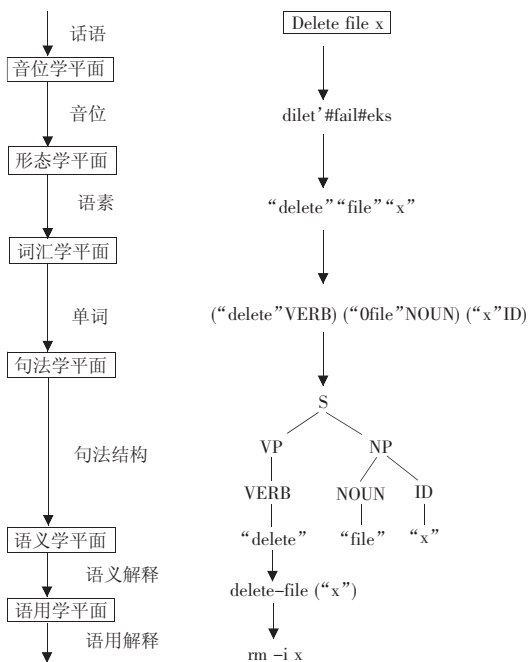 话语
Delete file x
音位学平面
音位
dilet’#fail#eks
形态学平面
语素
“delete”“file”“x”
词汇学平面
单词
(“delete”VERB) (“0file”NOUN) (“x”ID)
句法学平面
S
句法结构
VP NP
VERB NOUN ID
语义学平面
“delete” “file” “x”
语义解释
delete-file (“x”)
语用学平面
语用解释
rm -i x